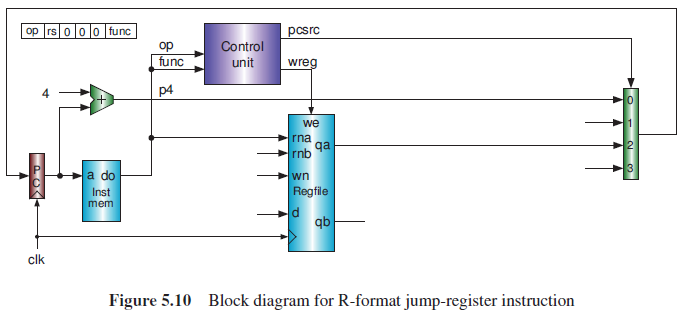 op rs 0 0 0 func
pcsrc
op
func
Control
unit
wreg
4
+
p4
0
1
2
3
we
rna
rnb
qa
wn
Regfile
d
qb
P
C
a do
Inst
mem
clk
Figure 5.10 Block diagram for R-format jump-register instruction